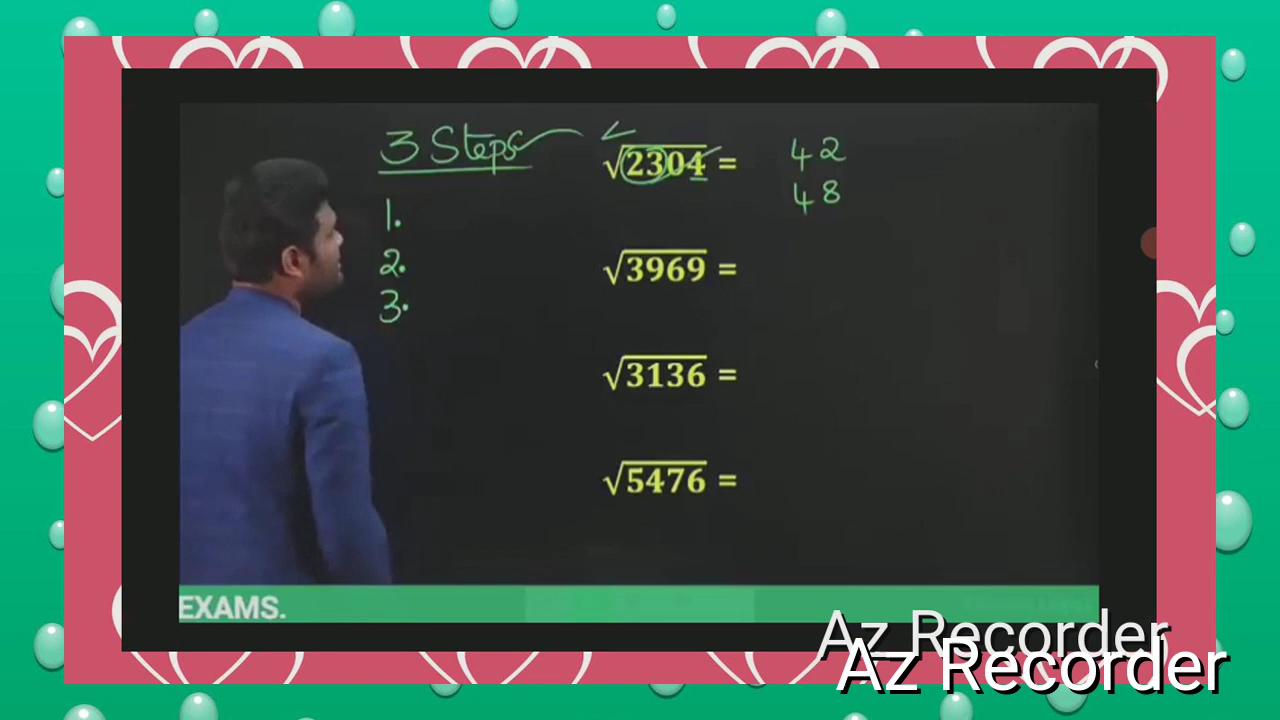 3 Steps
1.
2.
3.
√2304 =
42
48
√3969 =
√3136 =
√5476 =
EXAMS.
Az Recorder
Az Recorder